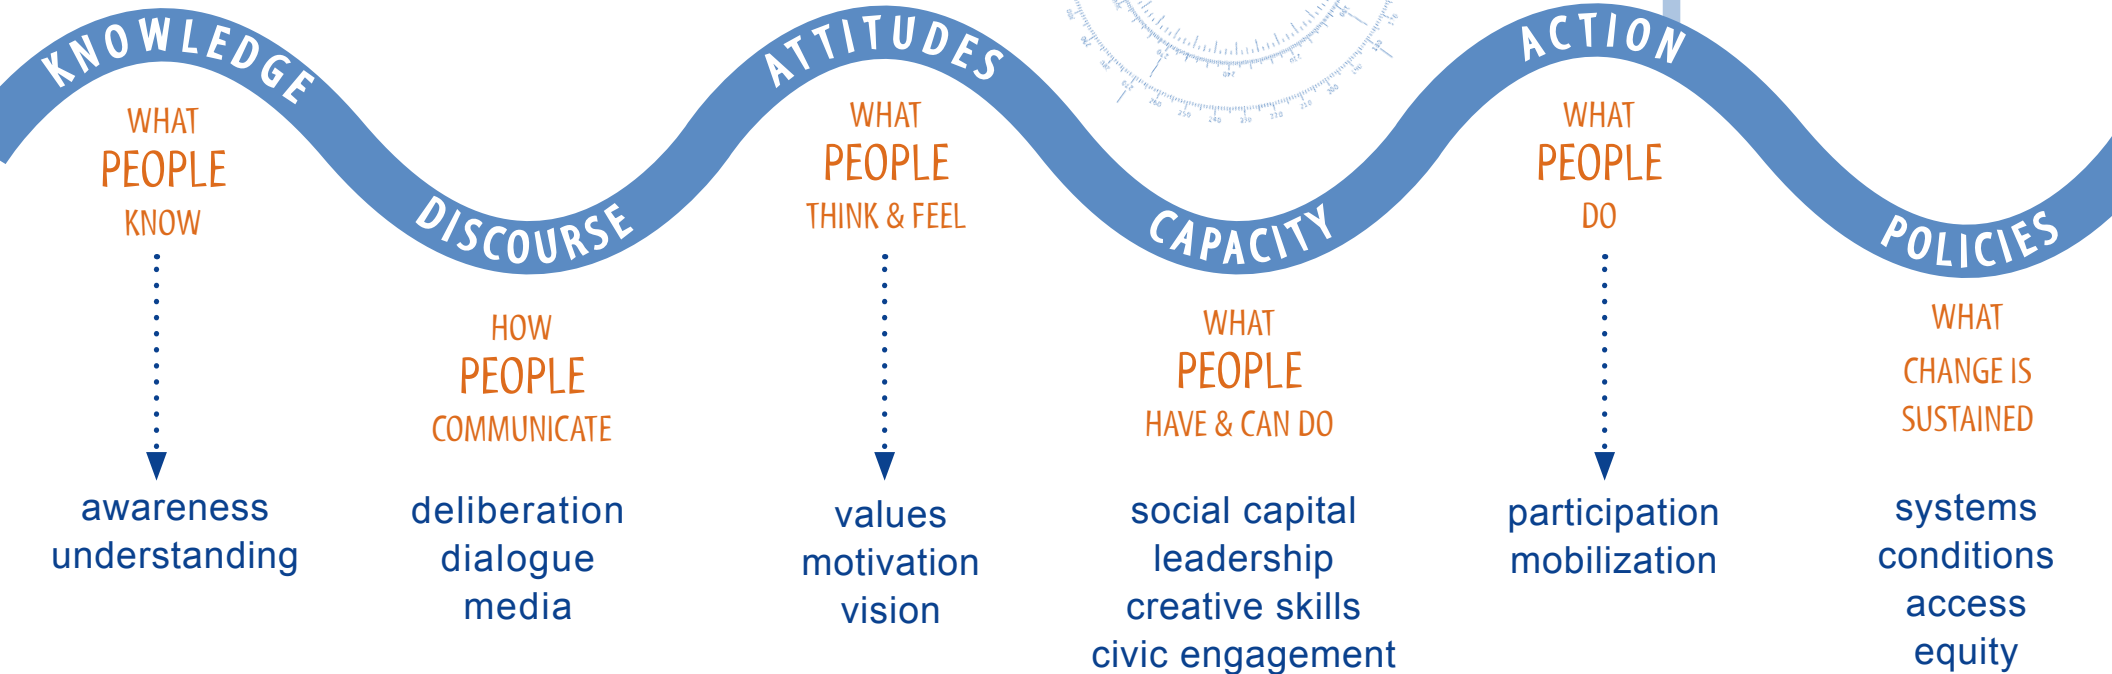 KNOWLEDGE
WHAT
PEOPLE
KNOW
awareness
understanding
DISCOURSE
HOW
PEOPLE
COMMUNICATE
deliberation
dialogue
media
ATTITUDES
WHAT
PEOPLE
THINK & FEEL
values
motivation
vision
CAPACITY
WHAT
PEOPLE
HAVE & CAN DO
social capital
leadership
creative skills
civic engagement
ACTION
WHAT
PEOPLE
DO
participation
mobilization
POLICIES
WHAT
CHANGE IS
SUSTAINED
systems
conditions
access
equity